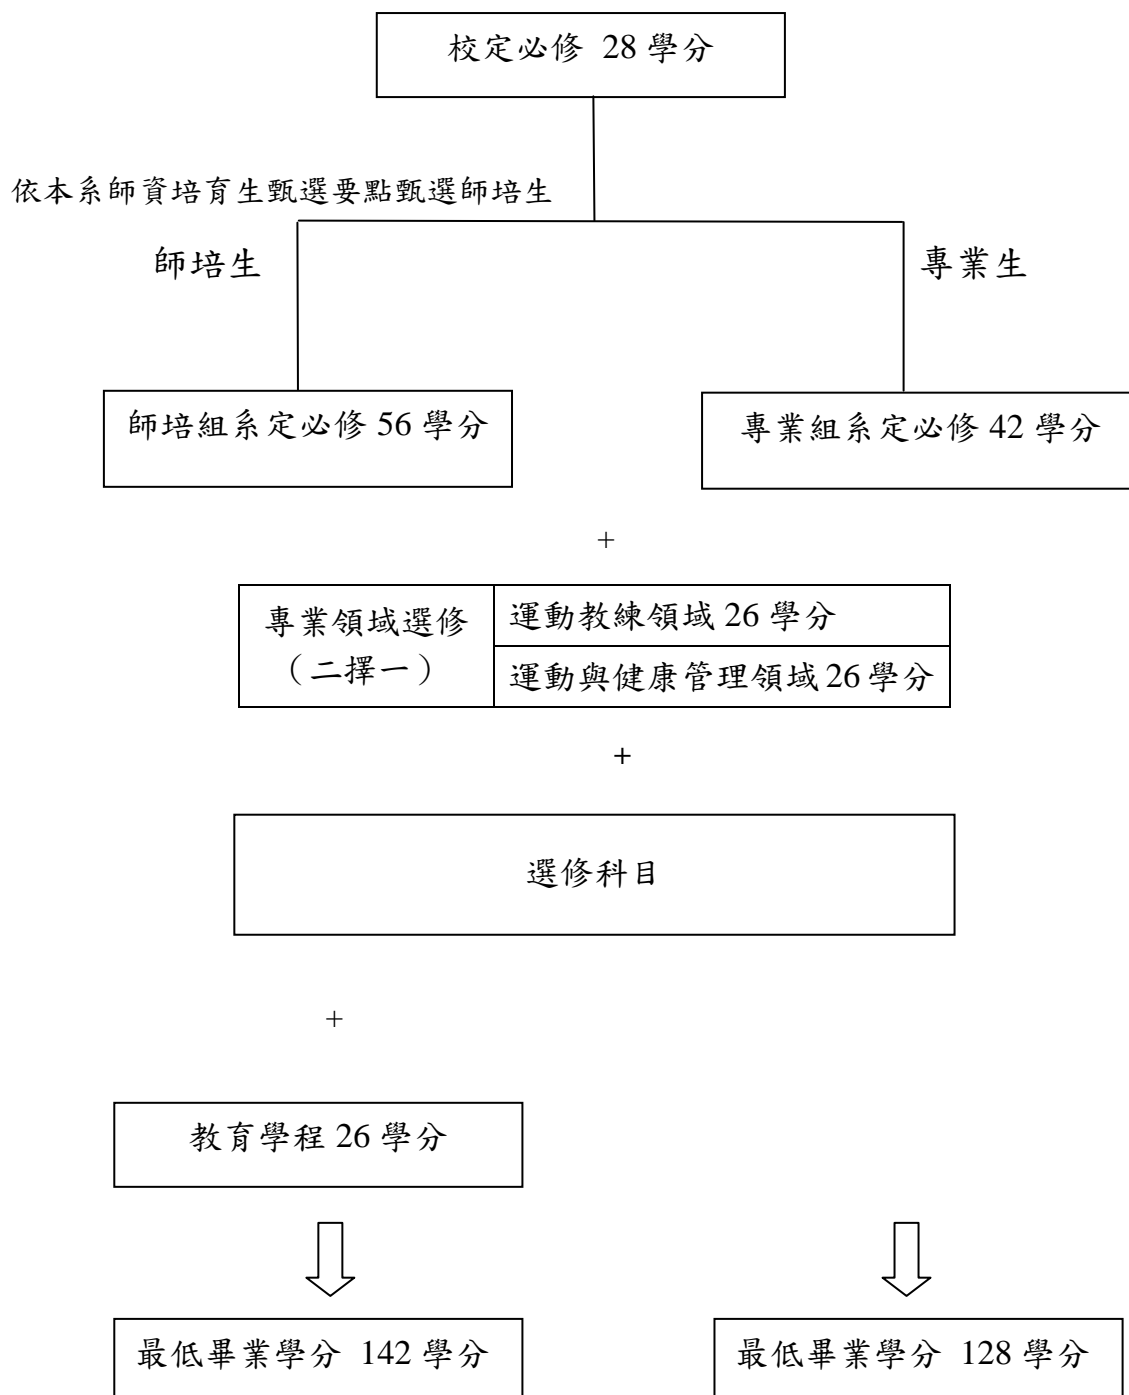 校定必修 28 學分
依本系師資培育生甄選要點甄選師培生
師培生
專業生
師培組系定必修 56 學分
專業組系定必修 42 學分
+
專業領域選修
（二擇一）
運動教練領域 26 學分
運動與健康管理領域 26 學分
+
選修科目
+
教育學程 26 學分
最低畢業學分 142 學分
最低畢業學分 128 學分